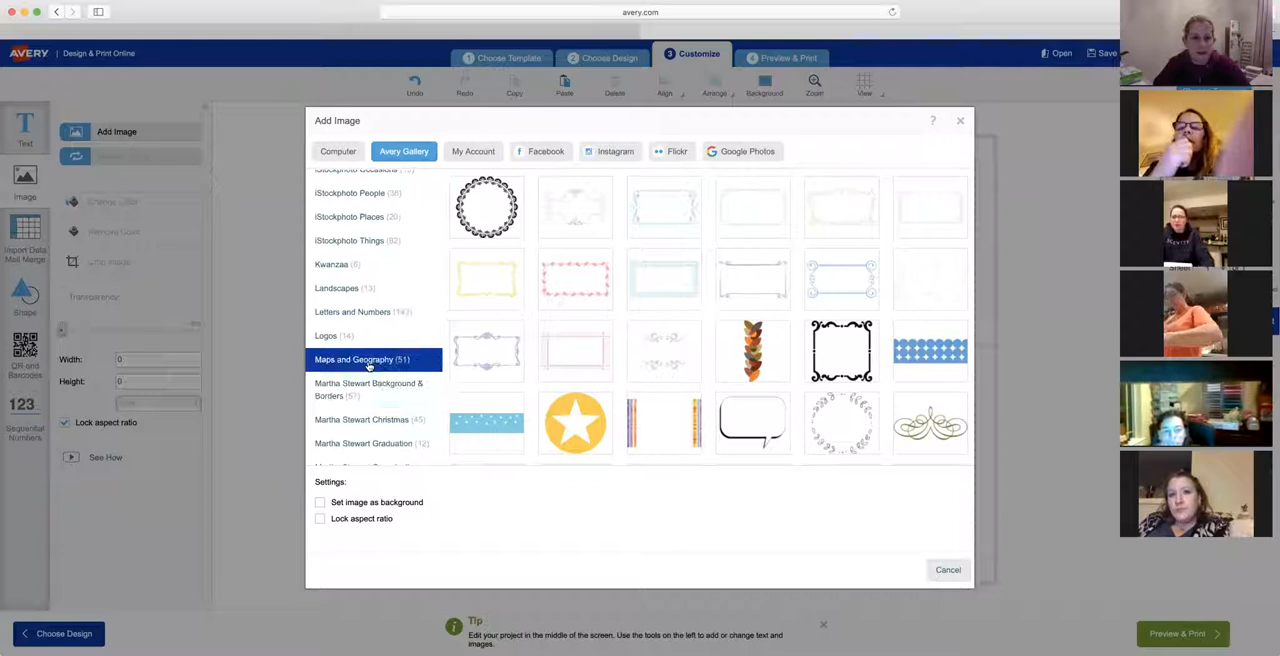 avery.com
AVERY | Design & Print Online
1 Choose Template
2 Choose Design
3 Customize
4 Preview & Print
Open
Save
Undo
Redo
Copy
Paste
Delete
Align
Arrange
Background
Zoom
View
Text
Image
Import Data
Mail Merge
Shape
QR and
Barcodes
123
Sequential
Numbers
Add Image
Transparency:
Width: 0
Height: 0
Lock aspect ratio
See How
Add Image
? ×
Computer
Avery Gallery
My Account
Facebook
Instagram
Flickr
Google Photos
iStockphoto People (38)
iStockphoto Places (20)
iStockphoto Things (82)
Kwanzaa (6)
Landscapes (13)
Letters and Numbers
Logos (14)
Maps and Geography (51)
Martha Stewart Background &
Borders
Martha Stewart Christmas (45)
Martha Stewart Graduation (12)
Settings:
Set image as background
Lock aspect ratio
Cancel
Choose Design
Tip
Edit your project in the middle of the screen. Use the tools on the left to add or change text and
images.
Preview & Print